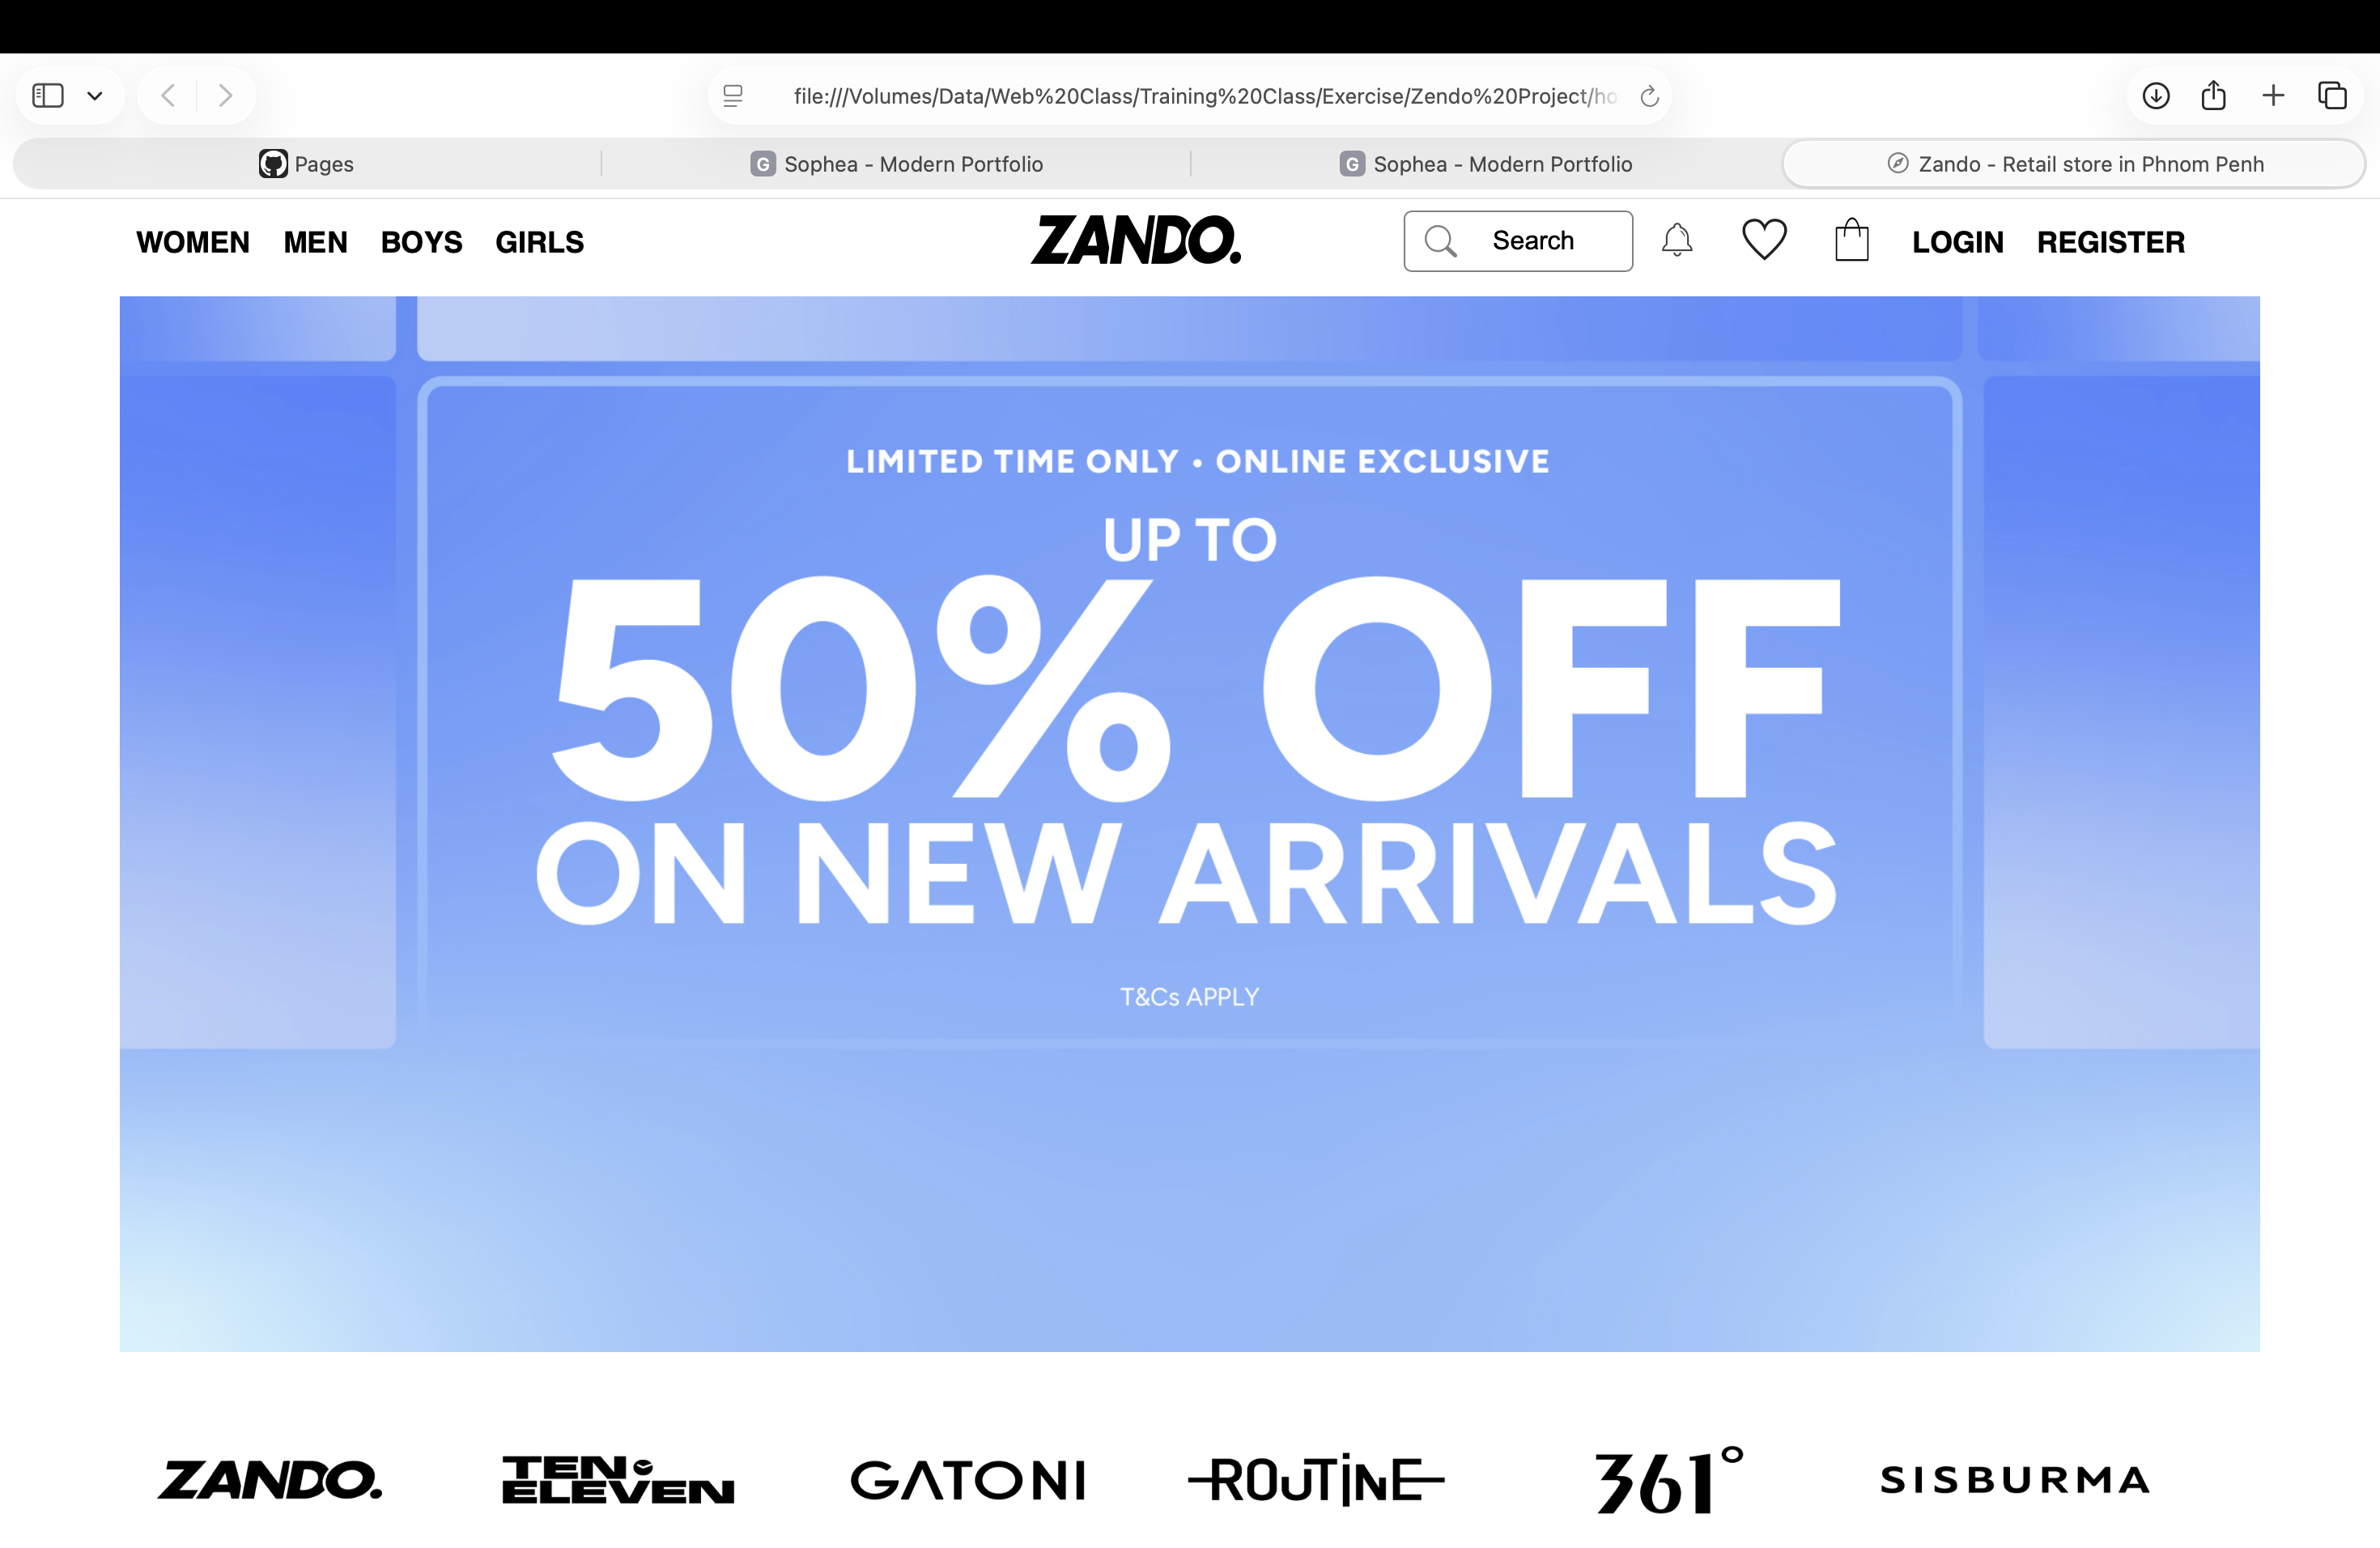 file:///Volumes/Data/Web%20Class/Training%20Class/Exercise/Zendo%20Project/ho
Pages
G Sophea - Modern Portfolio
G Sophea - Modern Portfolio
Zando - Retail store in Phnom Penh
WOMEN MEN BOYS GIRLS
ZANDO.
Search
LOGIN REGISTER
LIMITED TIME ONLY • ONLINE EXCLUSIVE
UP TO
50% OFF
ON NEW ARRIVALS
T&Cs APPLY
ZANDO.
TEN
ELEVEN
GATONI
ROUTINE
361°
SISBURMA